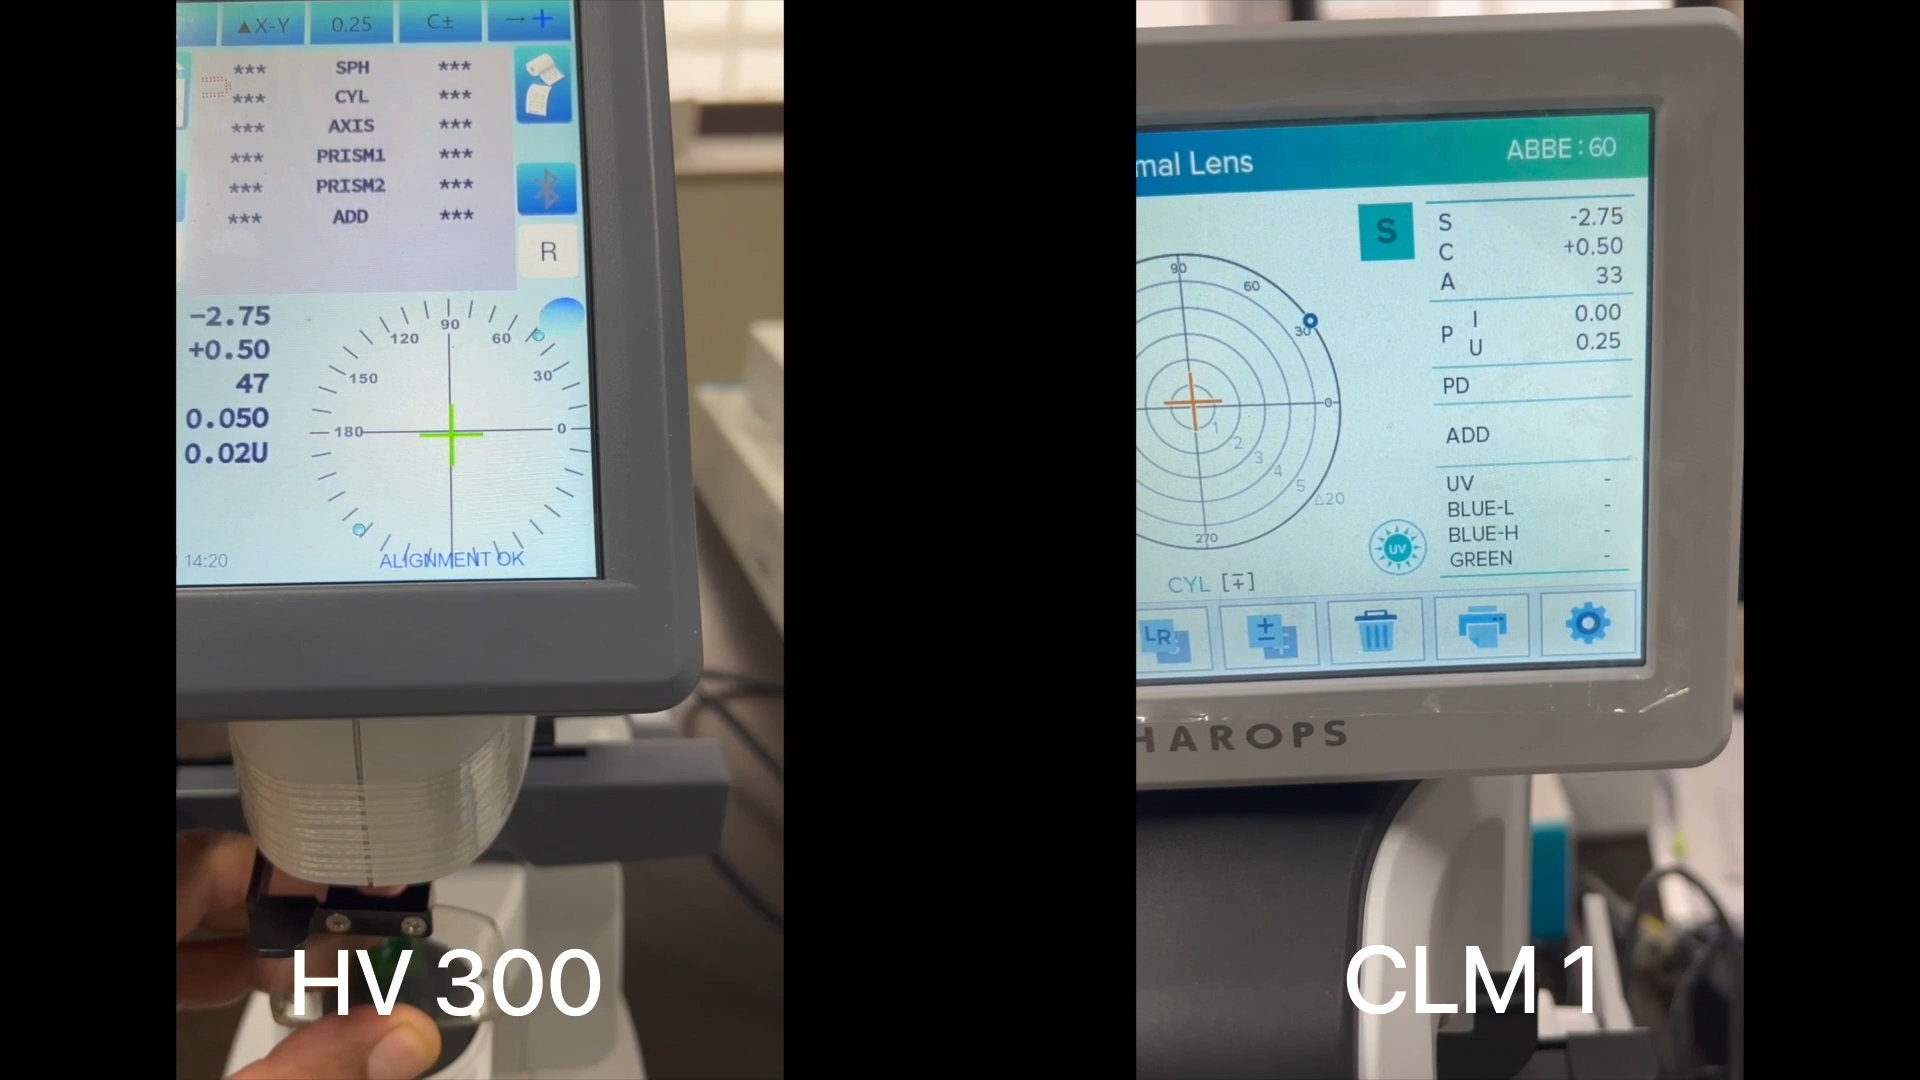 ▲X-Y 0.25 C± →+
*** SPH ***
*** CYL ***
*** AXIS ***
*** PRISM1 ***
*** PRISM2 ***
*** ADD ***
R
-2.75
+0.50
47
0.050
0.02U
90
120 60
150 30
180 0
14:20
ALIGNMENT OK
HV 300
mal Lens ABBE : 60
S
S -2.75
C +0.50
A 33
P I 0.00
U 0.25
PD
ADD
UV -
BLUE-L -
BLUE-H -
GREEN -
90
60
30
0
1
2
3
4
5
△20
270
UV
CYL [∓]
LR
HAROPS
CLM 1